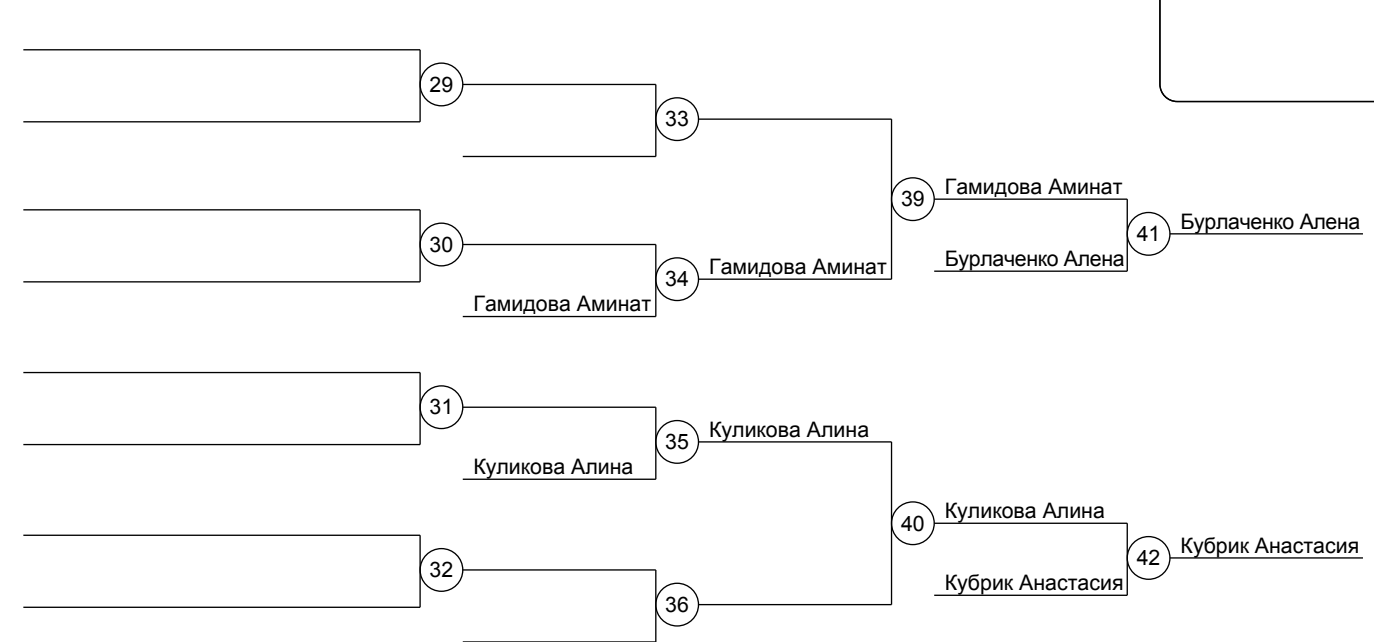 29
33
39
Гамидова Аминат
41
Бурлаченко Алена
30
Бурлаченко Алена
34
Гамидова Аминат
Гамидова Аминат
31
35
Куликова Алина
Куликова Алина
40
Куликова Алина
42
Кубрик Анастасия
32
Кубрик Анастасия
36